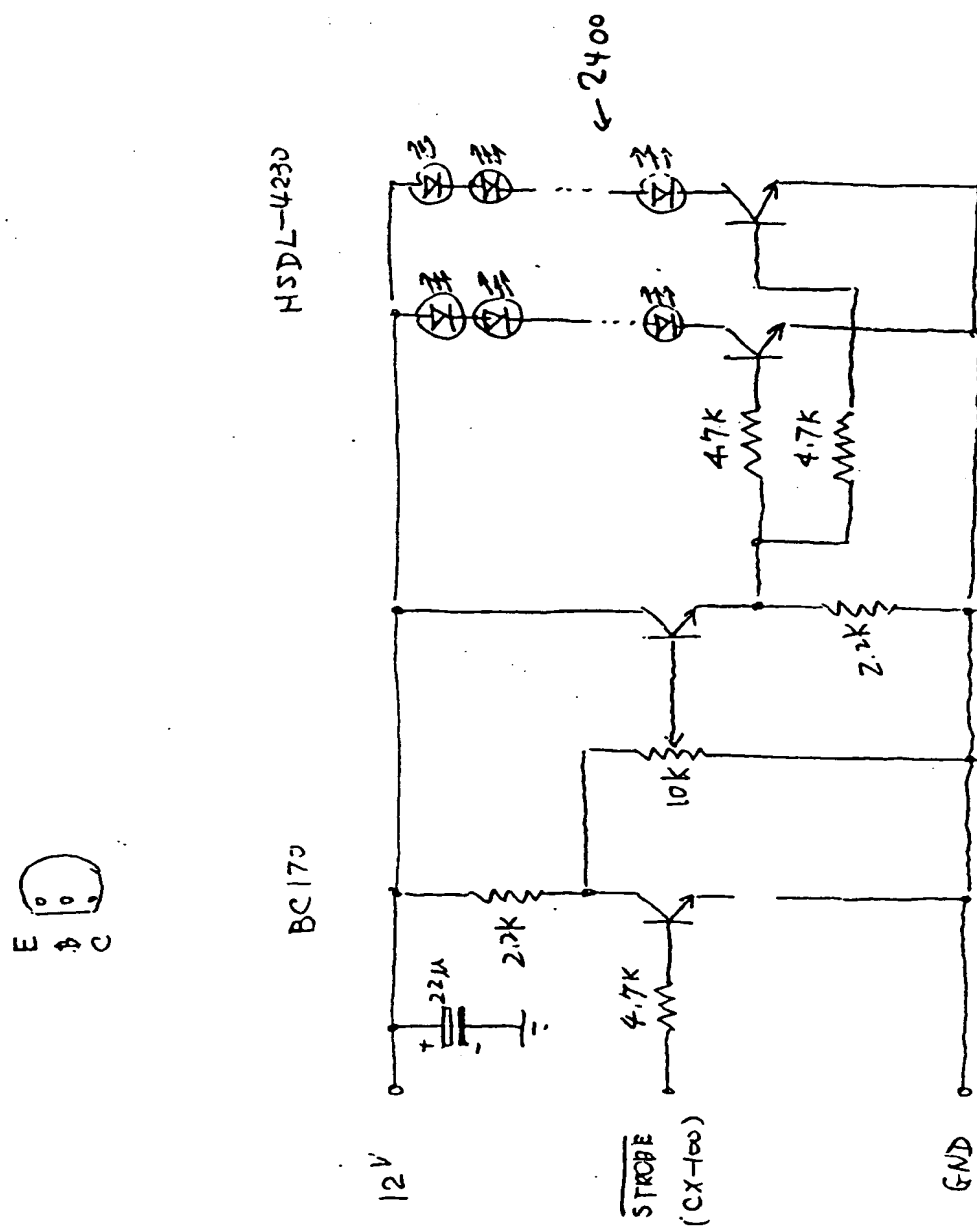 E
B
C
BC170
HSDL-4230
← 2400
12V
+
22μ
-
2.2K
4.7K
STROBE
(CX-100)
10K
2.2K
4.7K
4.7K
GND